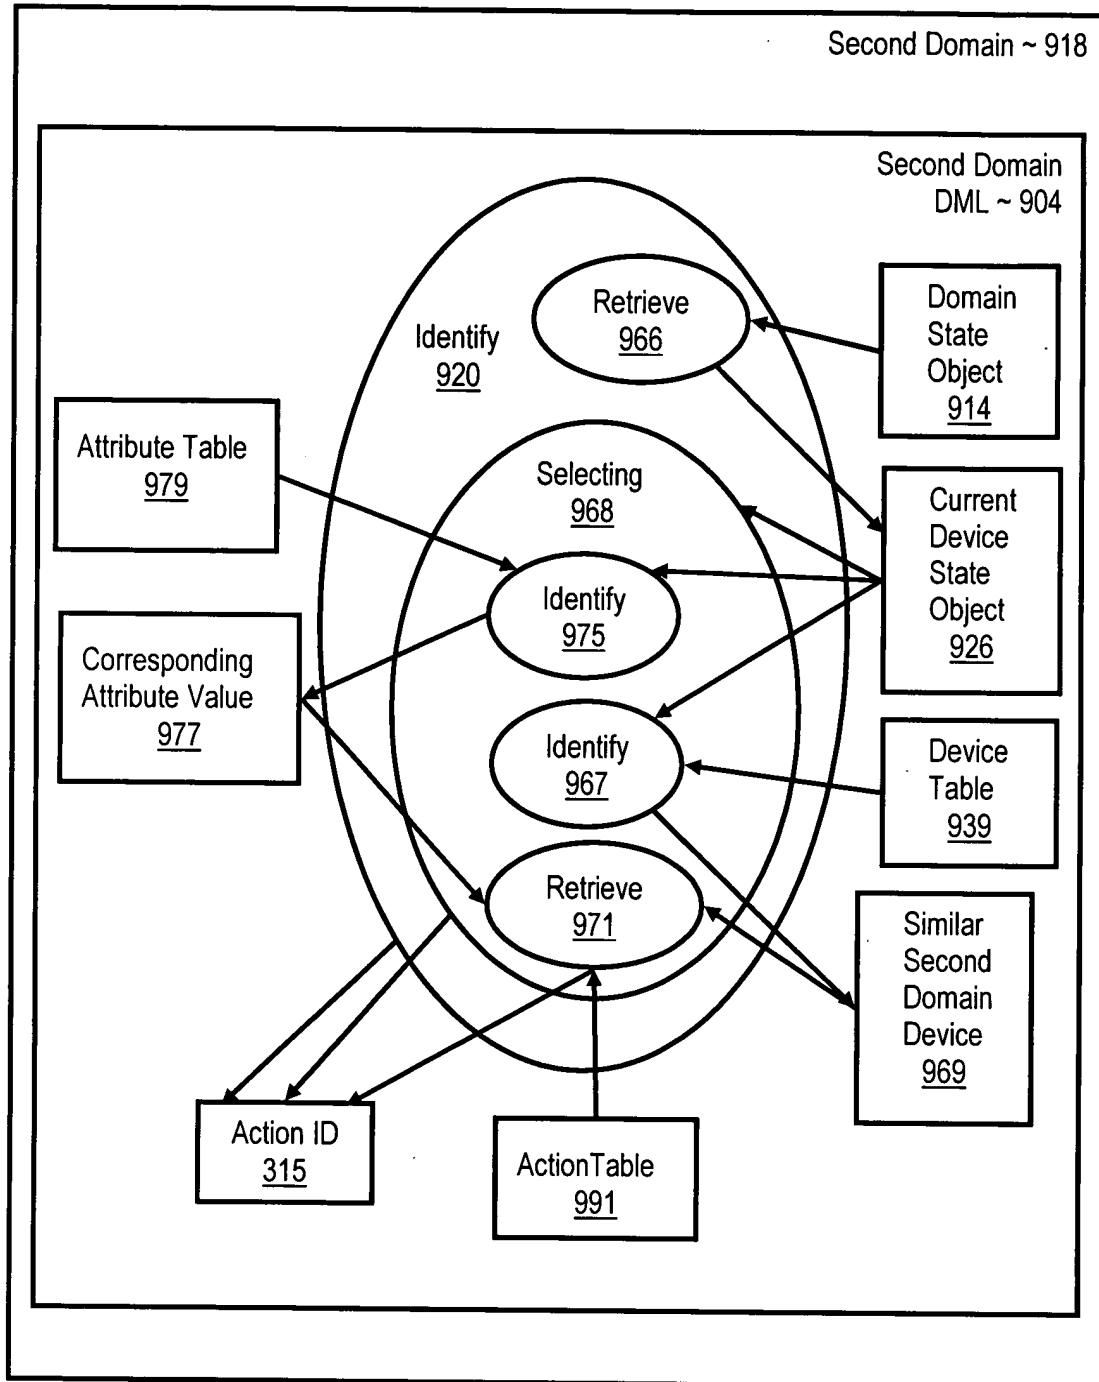 Second Domain ~ 918
Second Domain
DML ~ 904
Retrieve
966
Domain
State
Object
914
Identify
920
Attribute Table
979
Selecting
968
Current
Device
State
Object
926
Identify
975
Corresponding
Attribute Value
977
Identify
967
Device
Table
939
Retrieve
971
Similar
Second
Domain
Device
969
Action ID
315
ActionTable
991